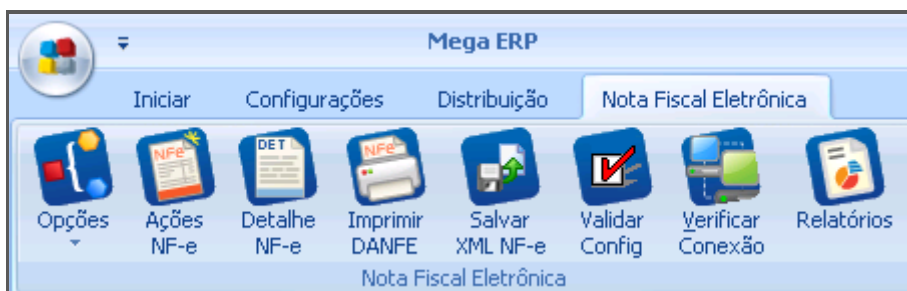 Mega ERP
Iniciar Configurações Distribuição Nota Fiscal Eletrônica
NFe DET NFe
Opções Ações Detalhe Imprimir Salvar Validar Verificar Relatórios
NF-e NF-e DANFE XML NF-e Config Conexão
Nota Fiscal Eletrônica